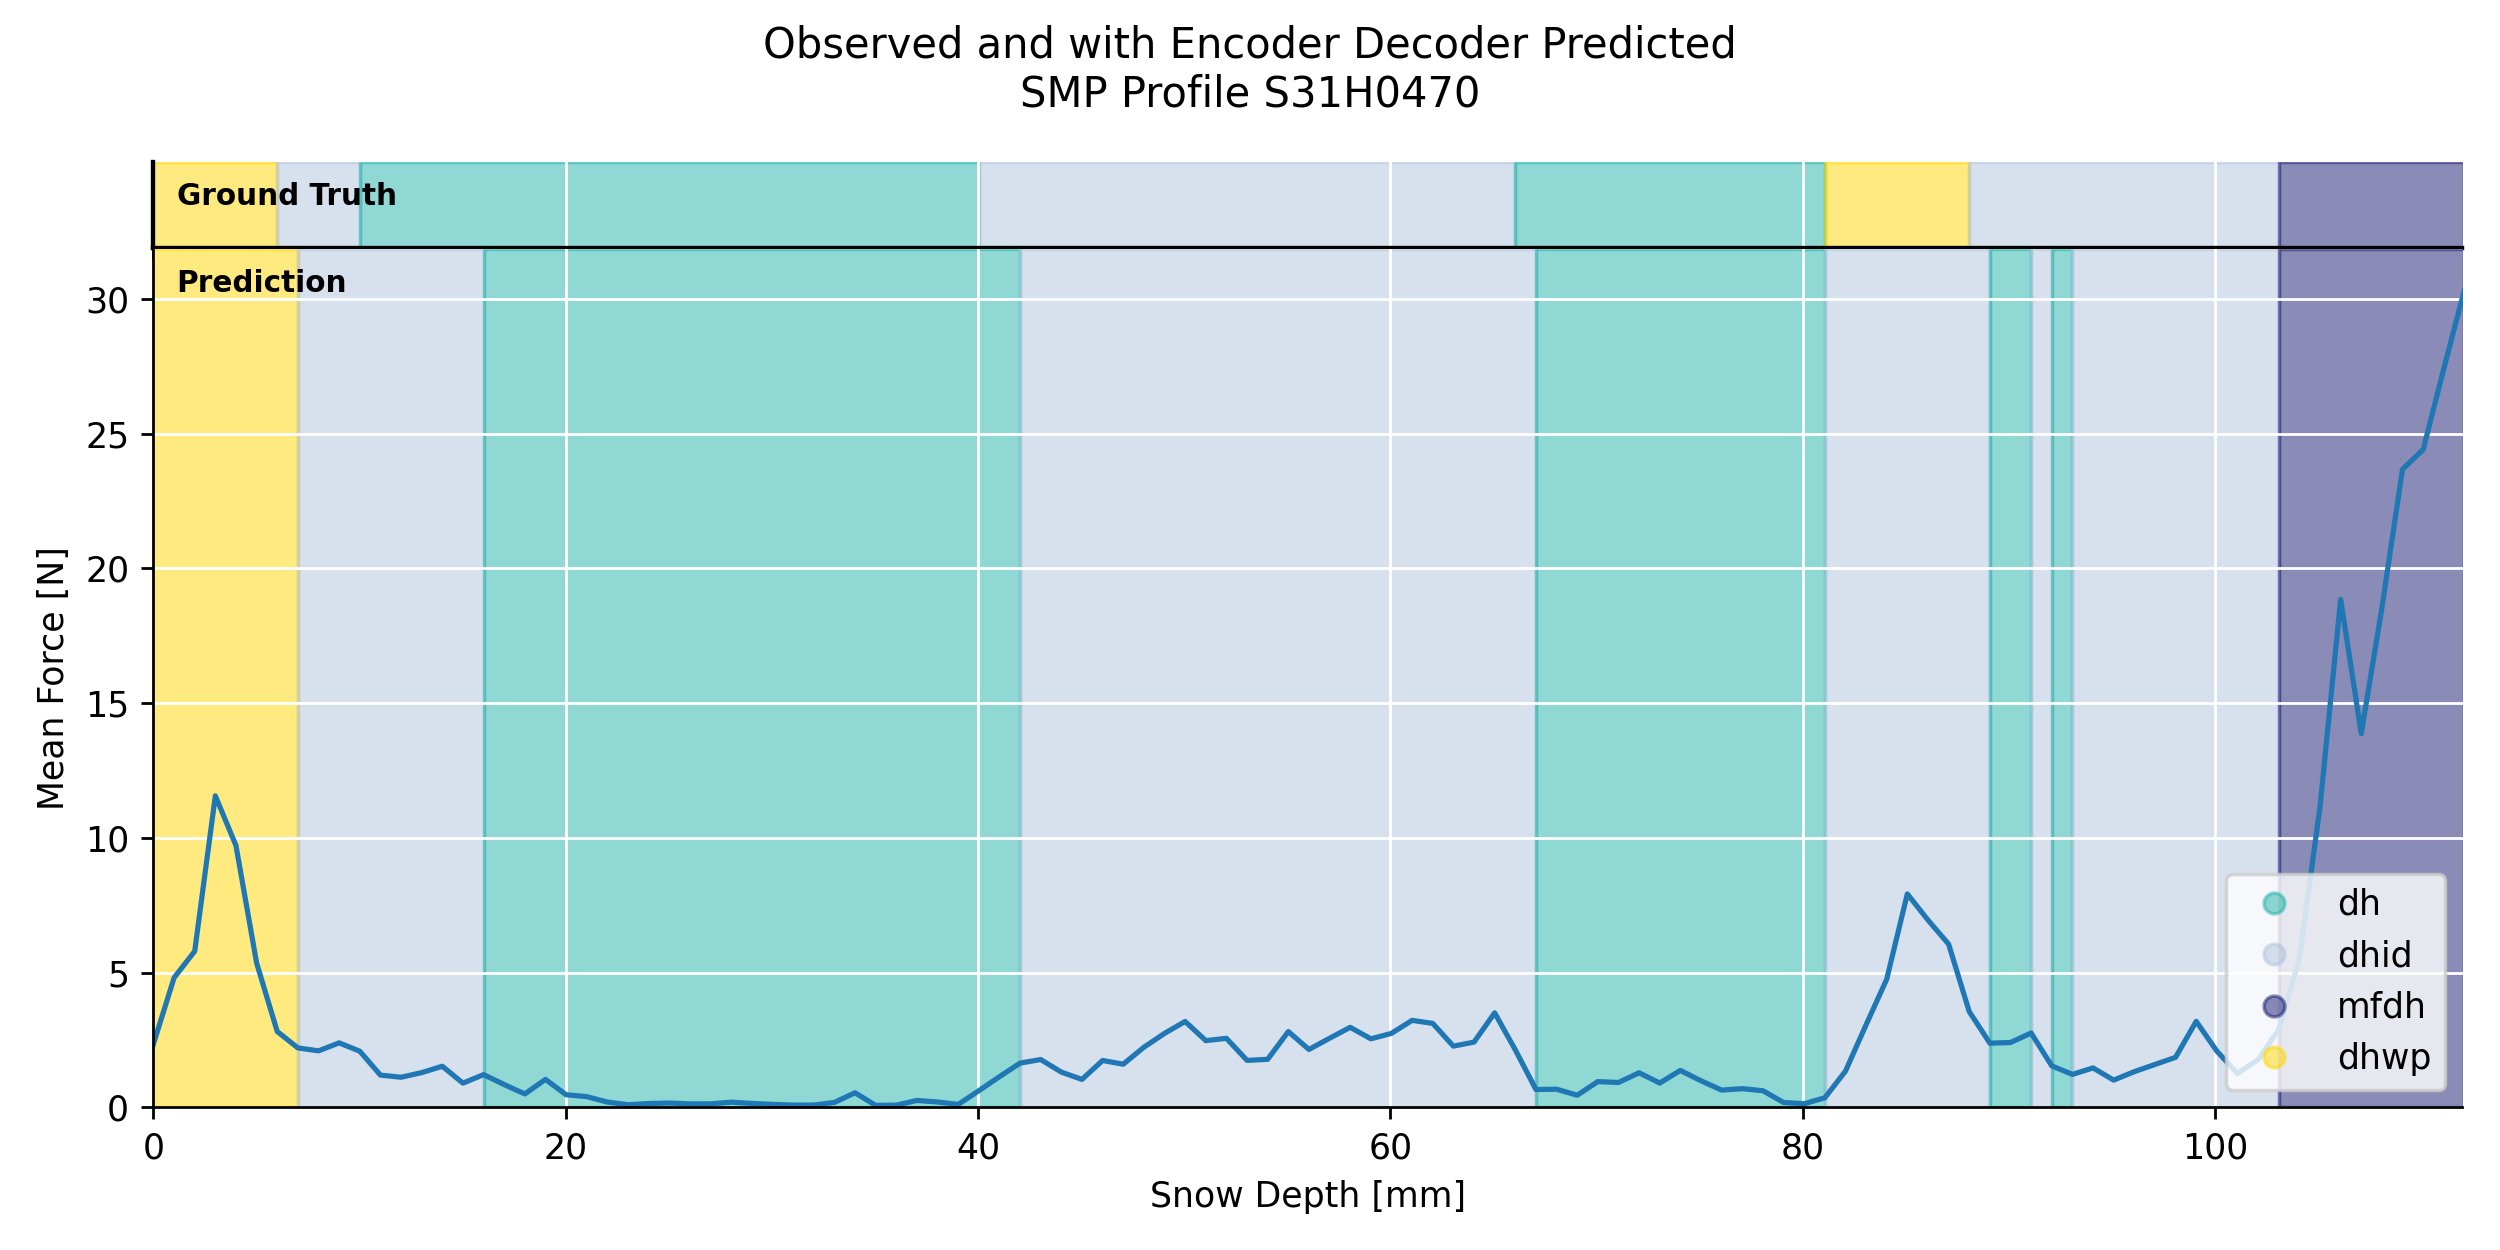 Observed and with Encoder Decoder Predicted
SMP Profile S31H0470
Ground Truth
Prediction
30
25
20
15
10
5
0
Mean Force [N]
0 20 40 60 80 100
Snow Depth [mm]
dh
dhid
mfdh
dhwp